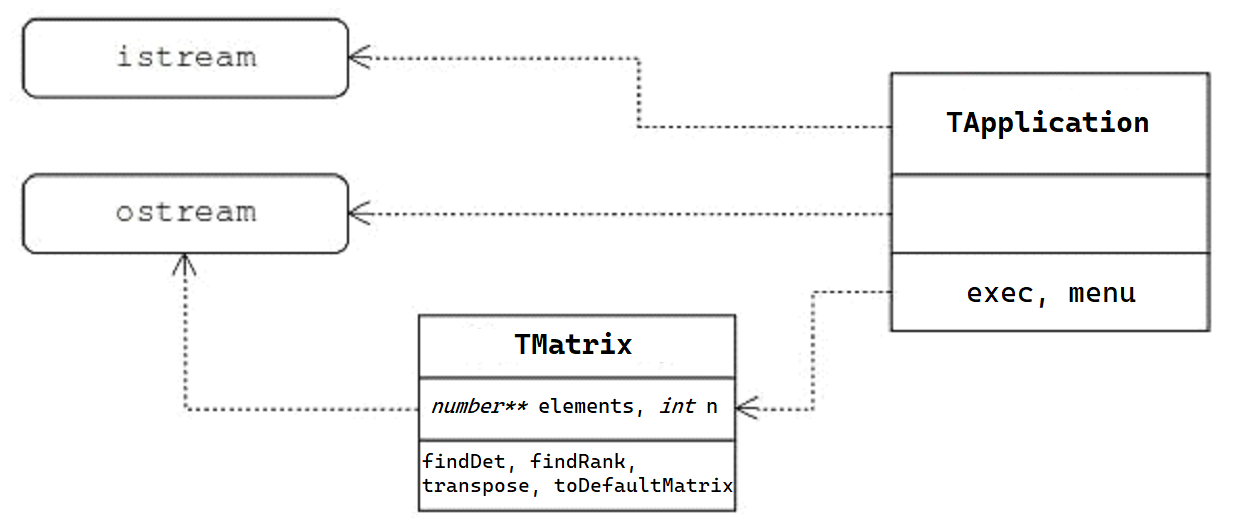 istream
TApplication
ostream
exec, menu
TMatrix
number** elements, int n
findDet, findRank,
transpose, toDefaultMatrix